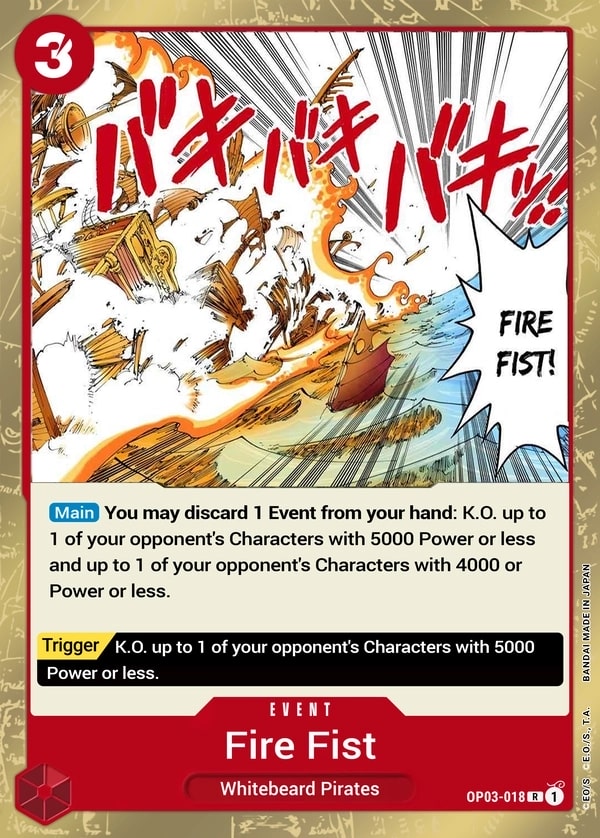 3
バキ バキ バキッ!!
FIRE
FIST!
Main You may discard 1 Event from your hand: K.O. up to
1 of your opponent's Characters with 5000 Power or less
and up to 1 of your opponent's Characters with 4000 or
Power or less.
Trigger K.O. up to 1 of your opponent's Characters with 5000
Power or less.
EVENT
Fire Fist
Whitebeard Pirates
OP03-018 R 1
BANDAI MADE IN JAPAN